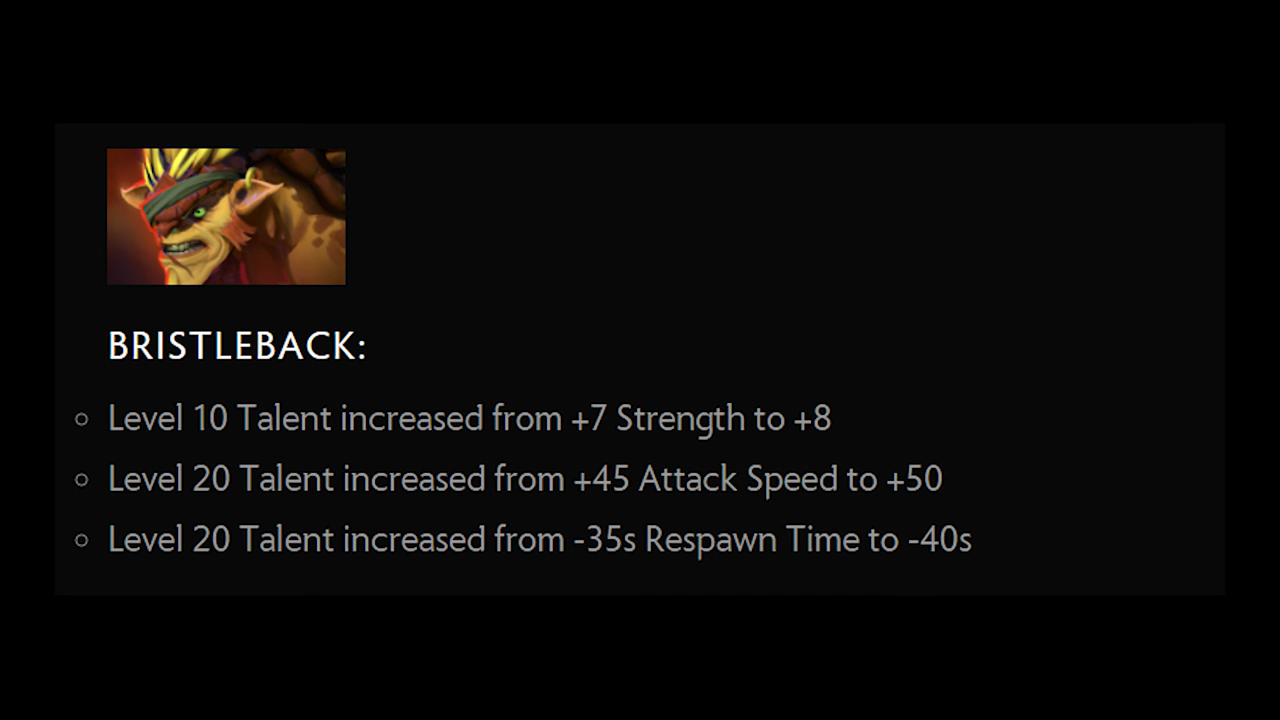 BRISTLEBACK:
Level 10 Talent increased from +7 Strength to +8
Level 20 Talent increased from +45 Attack Speed to +50
Level 20 Talent increased from -35s Respawn Time to -40s